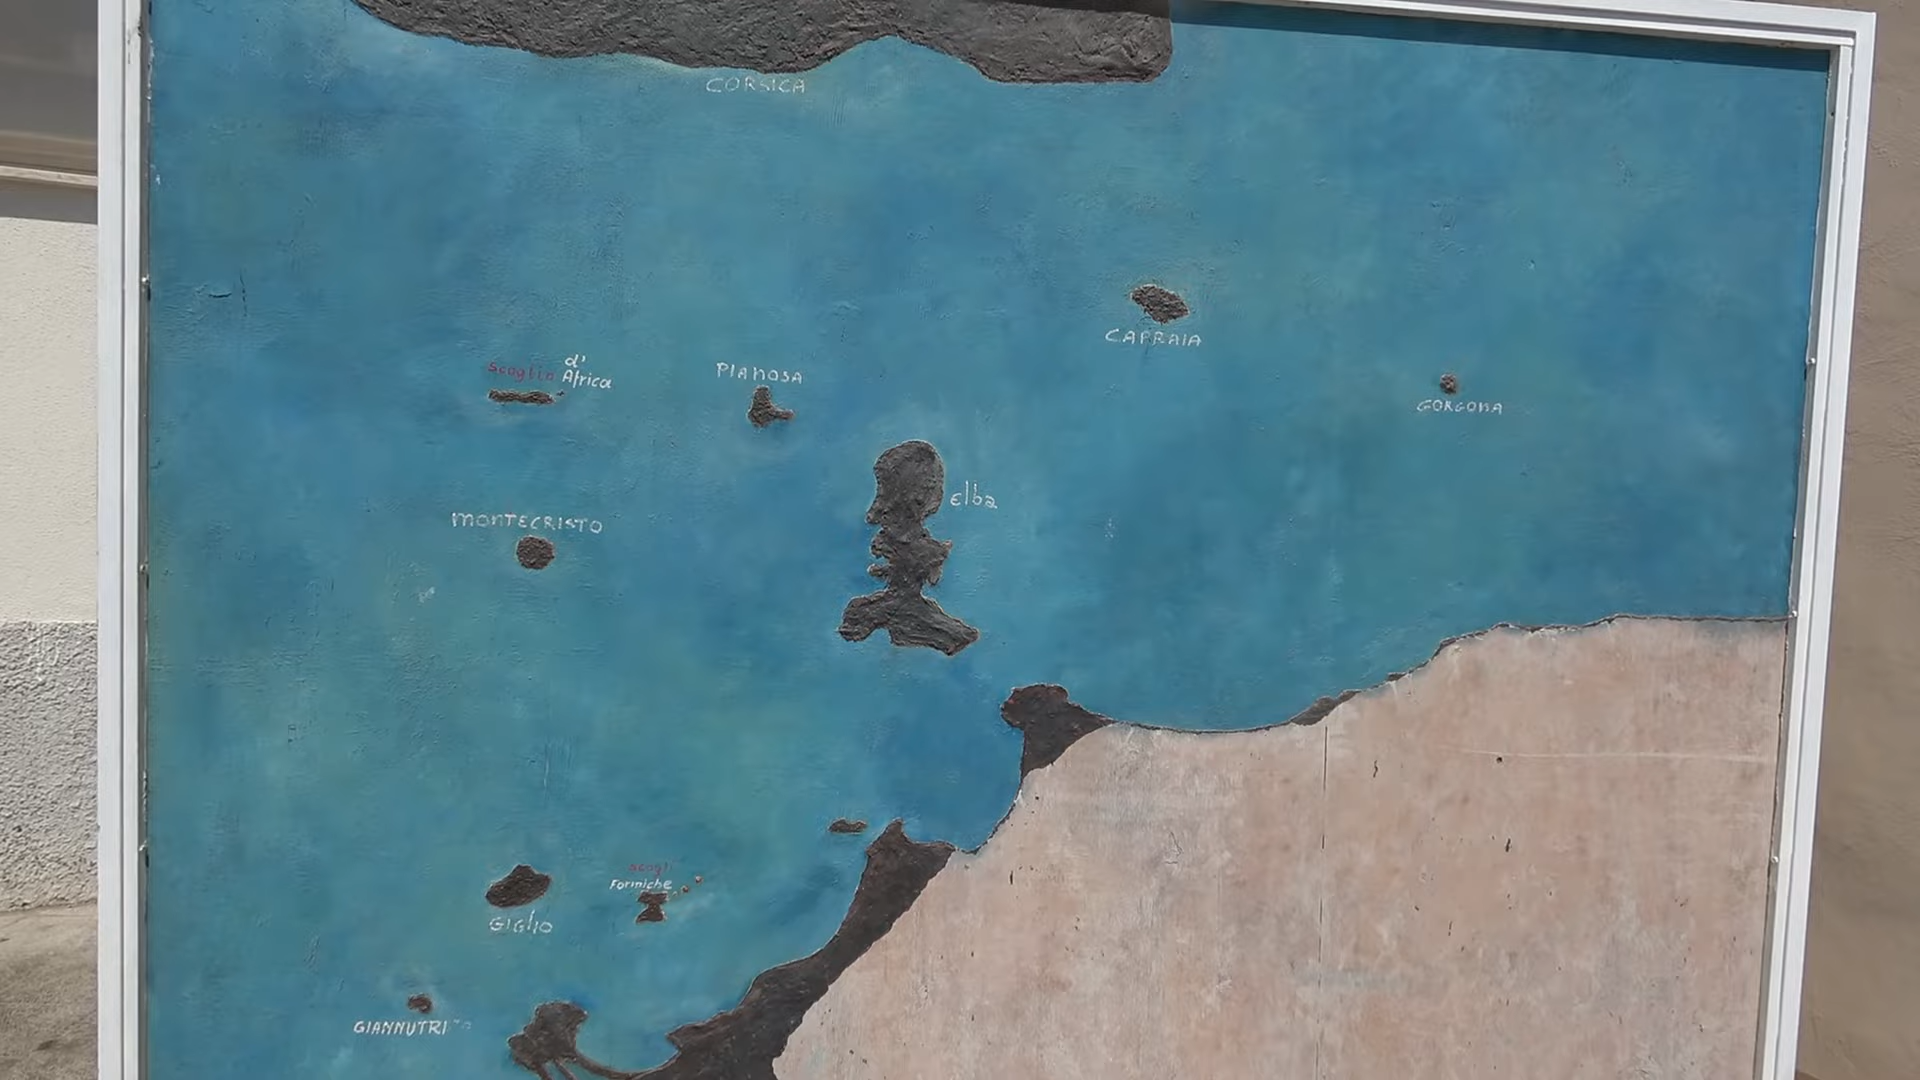 CORSICA
CAPRAIA
scoglio d'
Africa
PIANOSA
GORGONA
Elba
MONTECRISTO
scogli
Formiche
GIGLIO
GIANNUTRI